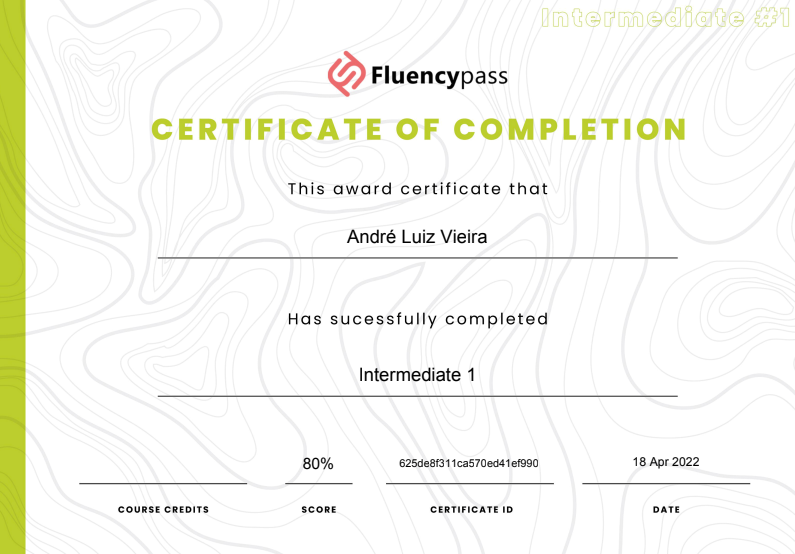 Intermediate #1
Fluencypass
CERTIFICATE OF COMPLETION
This award certificate that
André Luiz Vieira
Has sucessfully completed
Intermediate 1
80% 625de8f311ca570ed41ef990 18 Apr 2022
COURSE CREDITS SCORE CERTIFICATE ID DATE